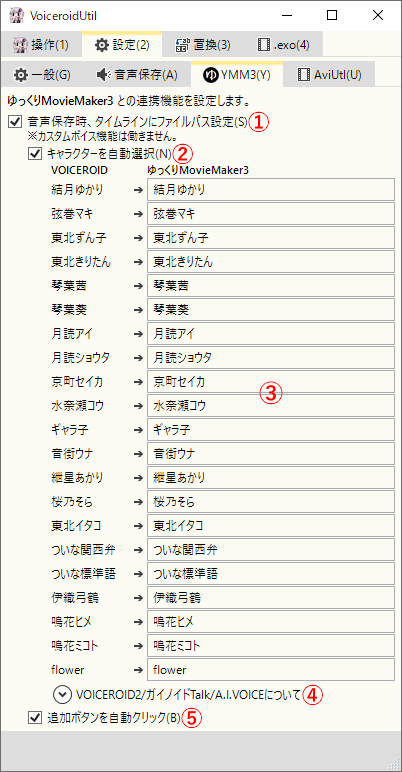 VoiceroidUtil
操作(1) 設定(2) 置換(3) .exo(4)
一般(G) 音声保存(A) ゆ YMM3(Y) AviUtl(U)
ゆっくりMovieMaker3 との連携機能を設定します。
音声保存時、タイムラインにファイルパス設定(S) ①
※カスタムボイス機能は働きません。
キャラクターを自動選択(N) ②
VOICEROID ゆっくりMovieMaker3
結月ゆかり ➔ 結月ゆかり
弦巻マキ ➔ 弦巻マキ
東北ずん子 ➔ 東北ずん子
東北きりたん ➔ 東北きりたん
琴葉茜 ➔ 琴葉茜
琴葉葵 ➔ 琴葉葵
月読アイ ➔ 月読アイ
月読ショウタ ➔ 月読ショウタ
京町セイカ ➔ 京町セイカ ③
水奈瀬コウ ➔ 水奈瀬コウ
ギャラ子 ➔ ギャラ子
音街ウナ ➔ 音街ウナ
紲星あかり ➔ 紲星あかり
桜乃そら ➔ 桜乃そら
東北イタコ ➔ 東北イタコ
ついな関西弁 ➔ ついな関西弁
ついな標準語 ➔ ついな標準語
伊織弓鶴 ➔ 伊織弓鶴
鳴花ヒメ ➔ 鳴花ヒメ
鳴花ミコト ➔ 鳴花ミコト
flower ➔ flower
VOICEROID2/ガイノイドTalk/A.I.VOICEについて ④
追加ボタンを自動クリック(B) ⑤